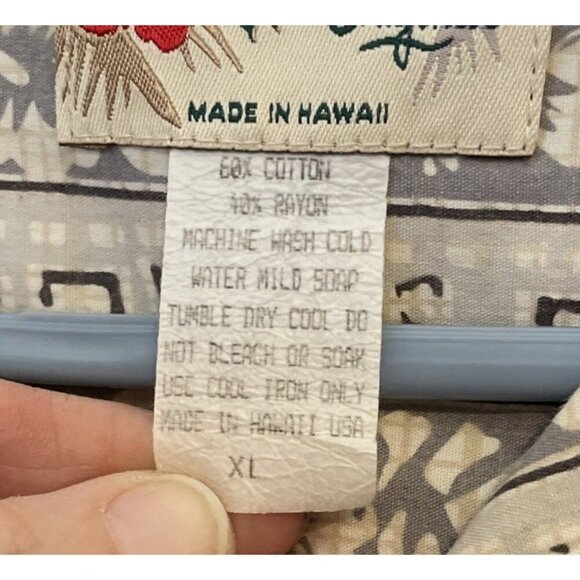 MADE IN HAWAII
60% COTTON
40% RAYON
MACHINE WASH COLD
WATER MILD SOAP
TUMBLE DRY COOL DO
NOT BLEACH OR SOAK
USE COOL IRON ONLY
MADE IN HAWAII USA
XL